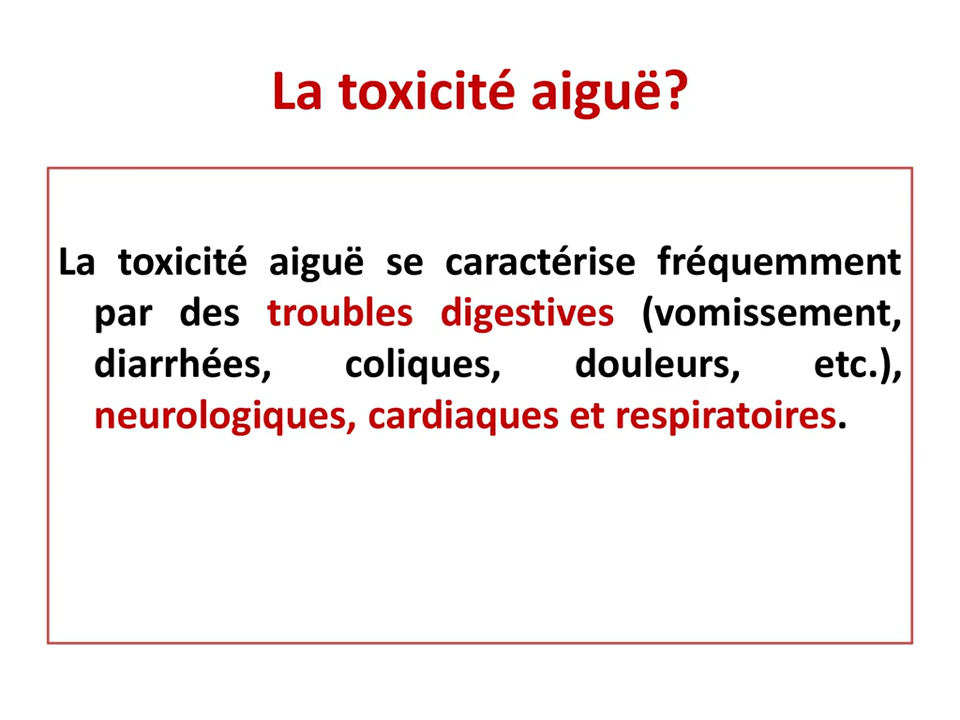 La toxicité aiguë?
La toxicité aiguë se caractérise fréquemment
par des troubles digestives (vomissement,
diarrhées, coliques, douleurs, etc.),
neurologiques, cardiaques et respiratoires.